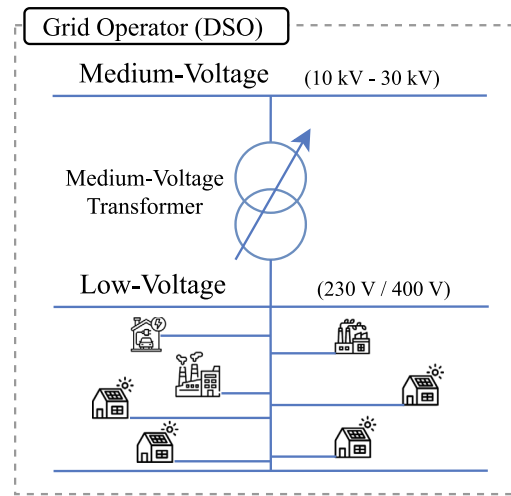 Grid Operator (DSO)
Medium-Voltage (10 kV - 30 kV)
Medium-Voltage
Transformer
Low-Voltage (230 V / 400 V)